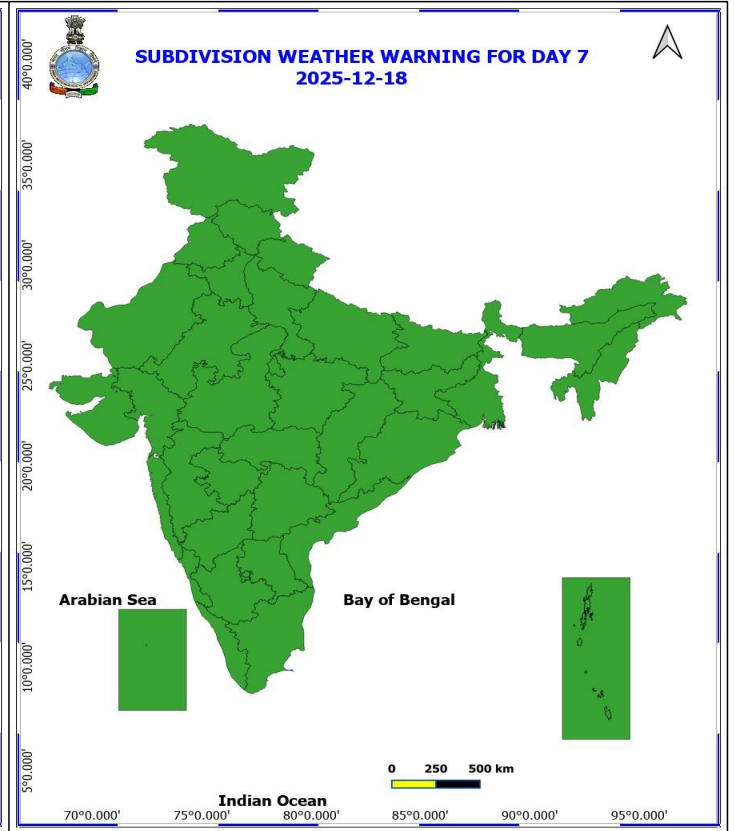 SUBDIVISION WEATHER WARNING FOR DAY 7
2025-12-18
40°0.000'
35°0.000'
30°0.000'
25°0.000'
20°0.000'
15°0.000'
10°0.000'
5°0.000'
Arabian Sea
Bay of Bengal
0 250 500 km
Indian Ocean
70°0.000' 75°0.000' 80°0.000' 85°0.000' 90°0.000' 95°0.000'